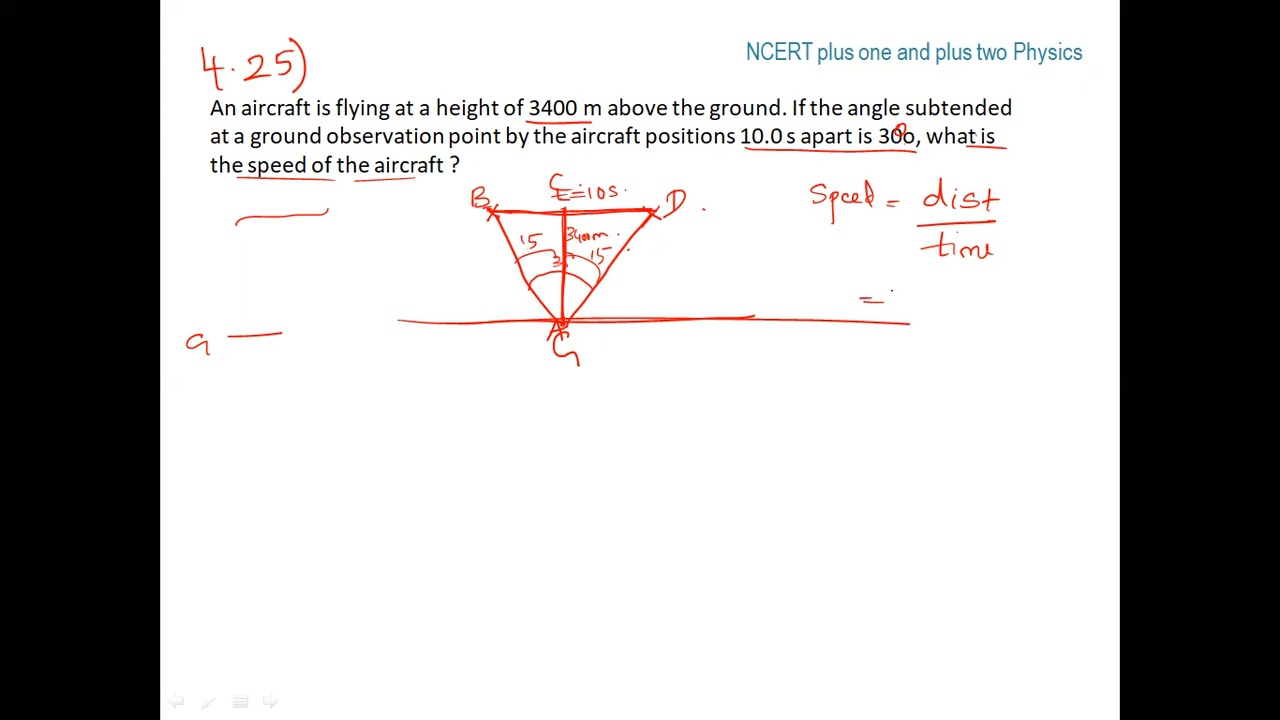 4.25)
NCERT plus one and plus two Physics
An aircraft is flying at a height of 3400 m above the ground. If the angle subtended
at a ground observation point by the aircraft positions 10.0 s apart is 30o, what is
the speed of the aircraft ?
B C D
t=10s.
3400m
15 15
30
Speed = dist
time
=
G
G